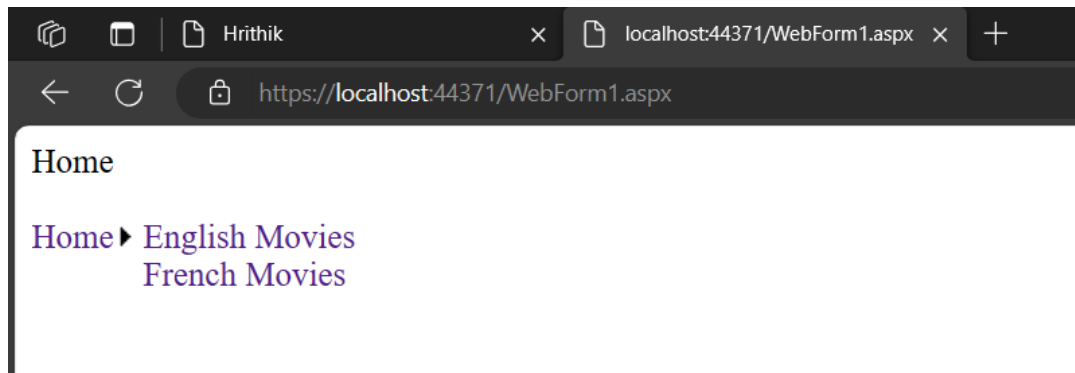 Hrithik
localhost:44371/WebForm1.aspx
https://localhost:44371/WebForm1.aspx
Home
Home English Movies
French Movies